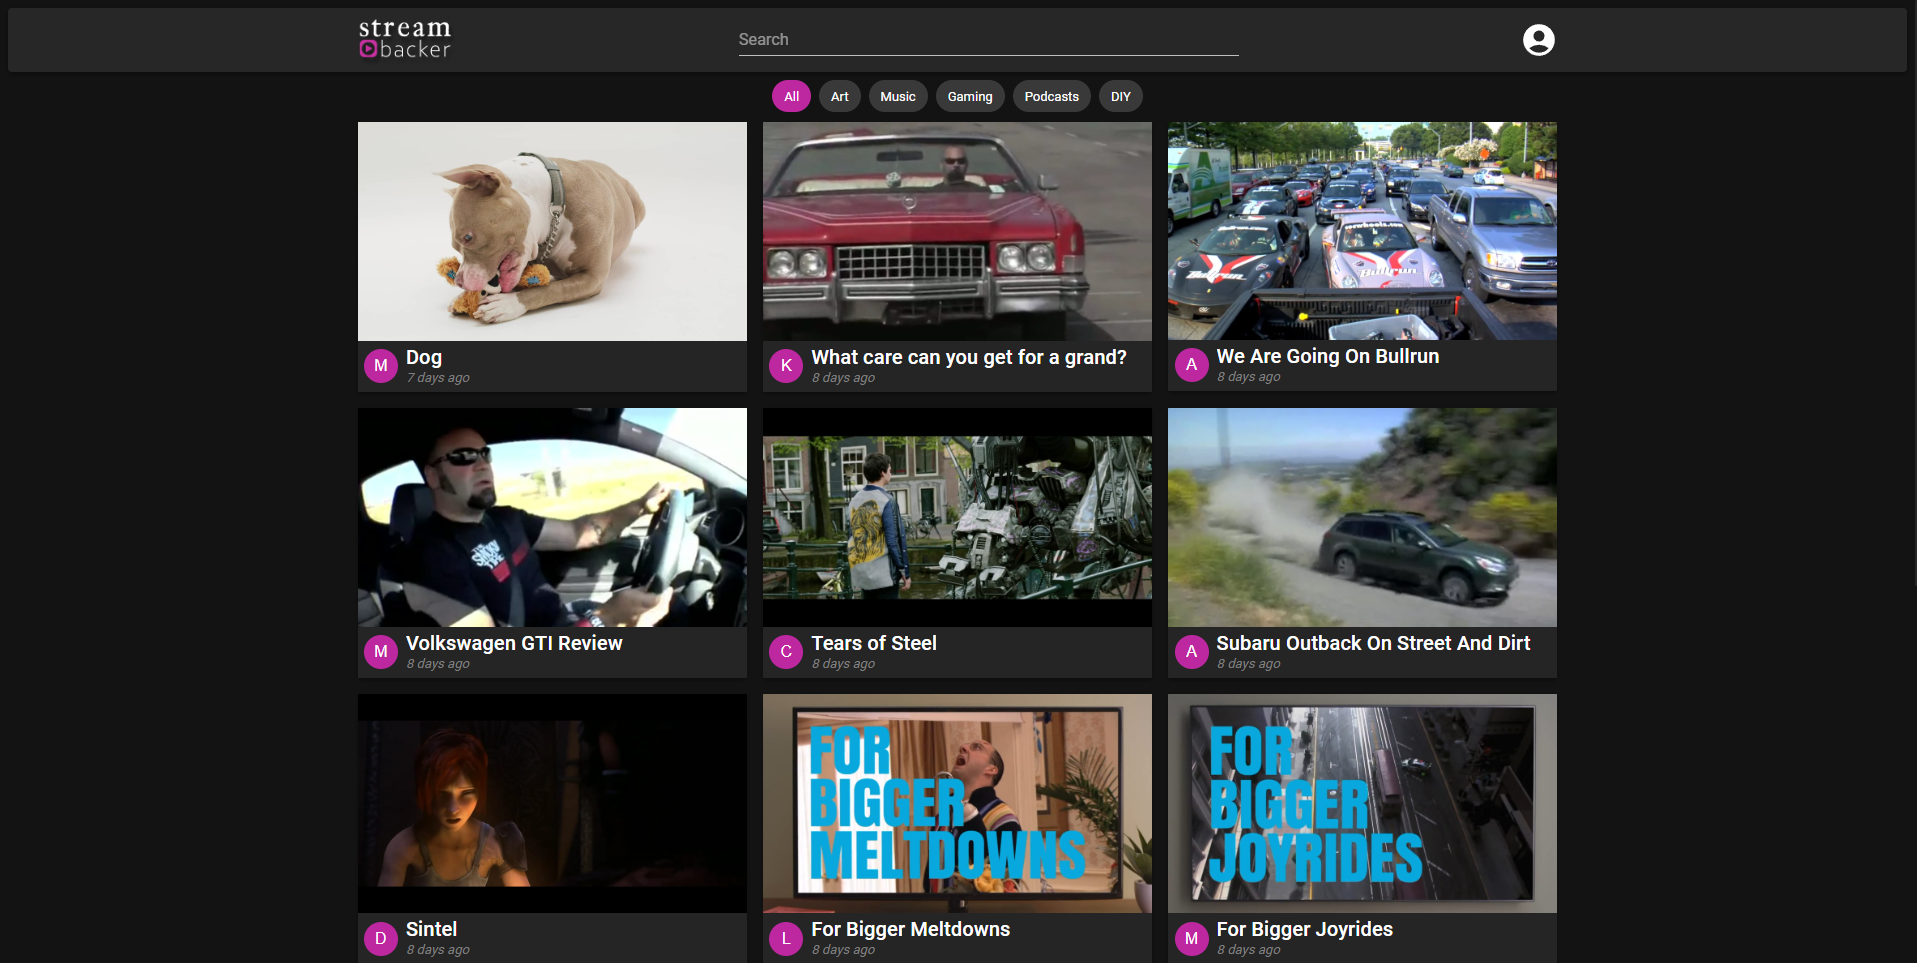 stream
backer
Search
All Art Music Gaming Podcasts DIY
Bullrun
Bullrun
M Dog
7 days ago
K What care can you get for a grand?
8 days ago
A We Are Going On Bullrun
8 days ago
M Volkswagen GTI Review
8 days ago
C Tears of Steel
8 days ago
A Subaru Outback On Street And Dirt
8 days ago
FOR
BIGGER
MELTDOWNS
FOR
BIGGER
JOYRIDES
D Sintel
8 days ago
L For Bigger Meltdowns
8 days ago
M For Bigger Joyrides
8 days ago